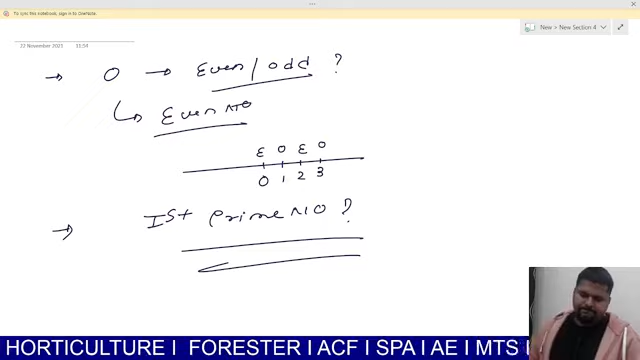 To sync this notebook, sign in to OneNote.
New > New Section 4
22 November 2021 11:54
→ 0 → Even/odd ?
↳ Even NO
E O E O
0 1 2 3
→ Ist Prime NO ?
HORTICULTURE I FORESTER I ACF I SPA I AE I MTS I